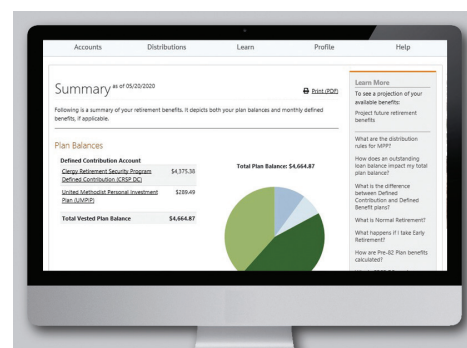 Accounts Distributions Learn Profile Help
Summary as of 05/20/2020
Print (PDF)
Following is a summary of your retirement benefits. It depicts both your plan balances and monthly defined
benefits, if applicable.
Plan Balances
Defined Contribution Account
Clergy Retirement Security Program $4,375.38
Defined Contribution (CRSP DC)
United Methodist Personal Investment $289.49
Plan (UMPIP)
Total Vested Plan Balance $4,664.87
Total Plan Balance: $4,664.87
Learn More
To see a projection of your
available benefits:
Project future retirement
benefits
What are the distribution
rules for MPP?
How does an outstanding
loan balance impact my total
plan balance?
What is the difference
between Defined
Contribution and Defined
Benefit plans?
What is Normal Retirement?
What happens if I take Early
Retirement?
How are Pre-82 Plan benefits
calculated?